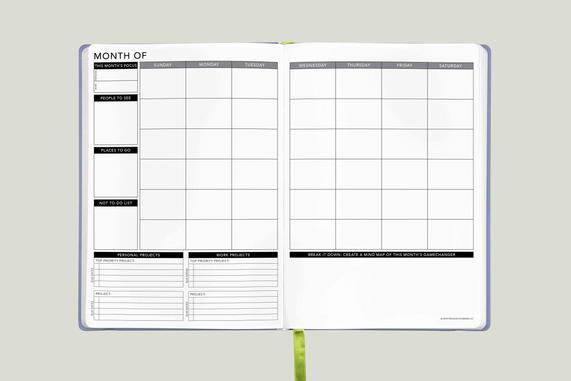 MONTH OF
THIS MONTH'S FOCUS
SUNDAY MONDAY TUESDAY
PEOPLE TO SEE
PLACES TO GO
NOT-TO-DO LIST
PERSONAL PROJECTS
TOP PRIORITY PROJECT:
PROJECT:
WORK PROJECTS
TOP PRIORITY PROJECT:
PROJECT:
WEDNESDAY THURSDAY FRIDAY SATURDAY
BREAK IT DOWN: CREATE A MIND MAP OF THIS MONTH'S GAMECHANGER